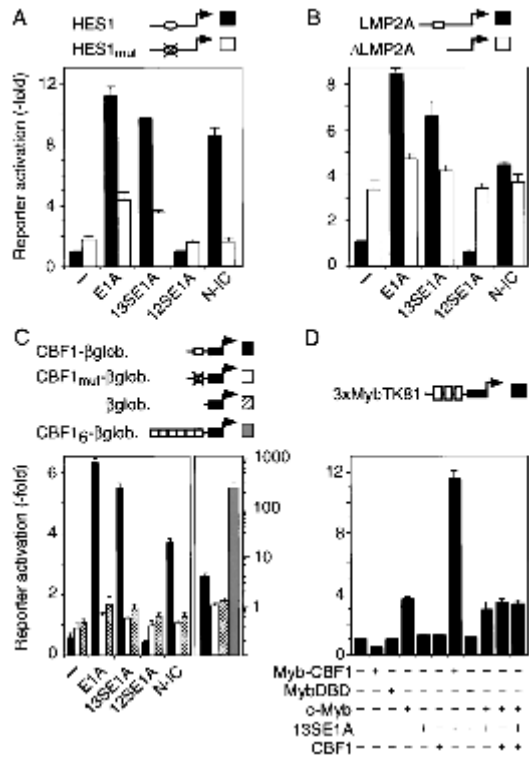 A
HES1
HES1mut
Reporter activation (-fold)
12
8
4
0
–
E1A
13SE1A
12SE1A
N-IC
B
LMP2A
ΔLMP2A
8
6
4
2
0
–
E1A
13SE1A
12SE1A
N-IC
C
CBF1-βglob.
CBF1mut-βglob.
βglob.
CBF16-βglob.
Reporter activation (-fold)
6
4
2
0
1000
100
10
1
–
E1A
13SE1A
12SE1A
N-IC
D
3xMybTK81
12
8
4
0
Myb-CBF1
MybDBD
c-Myb
13SE1A
CBF1